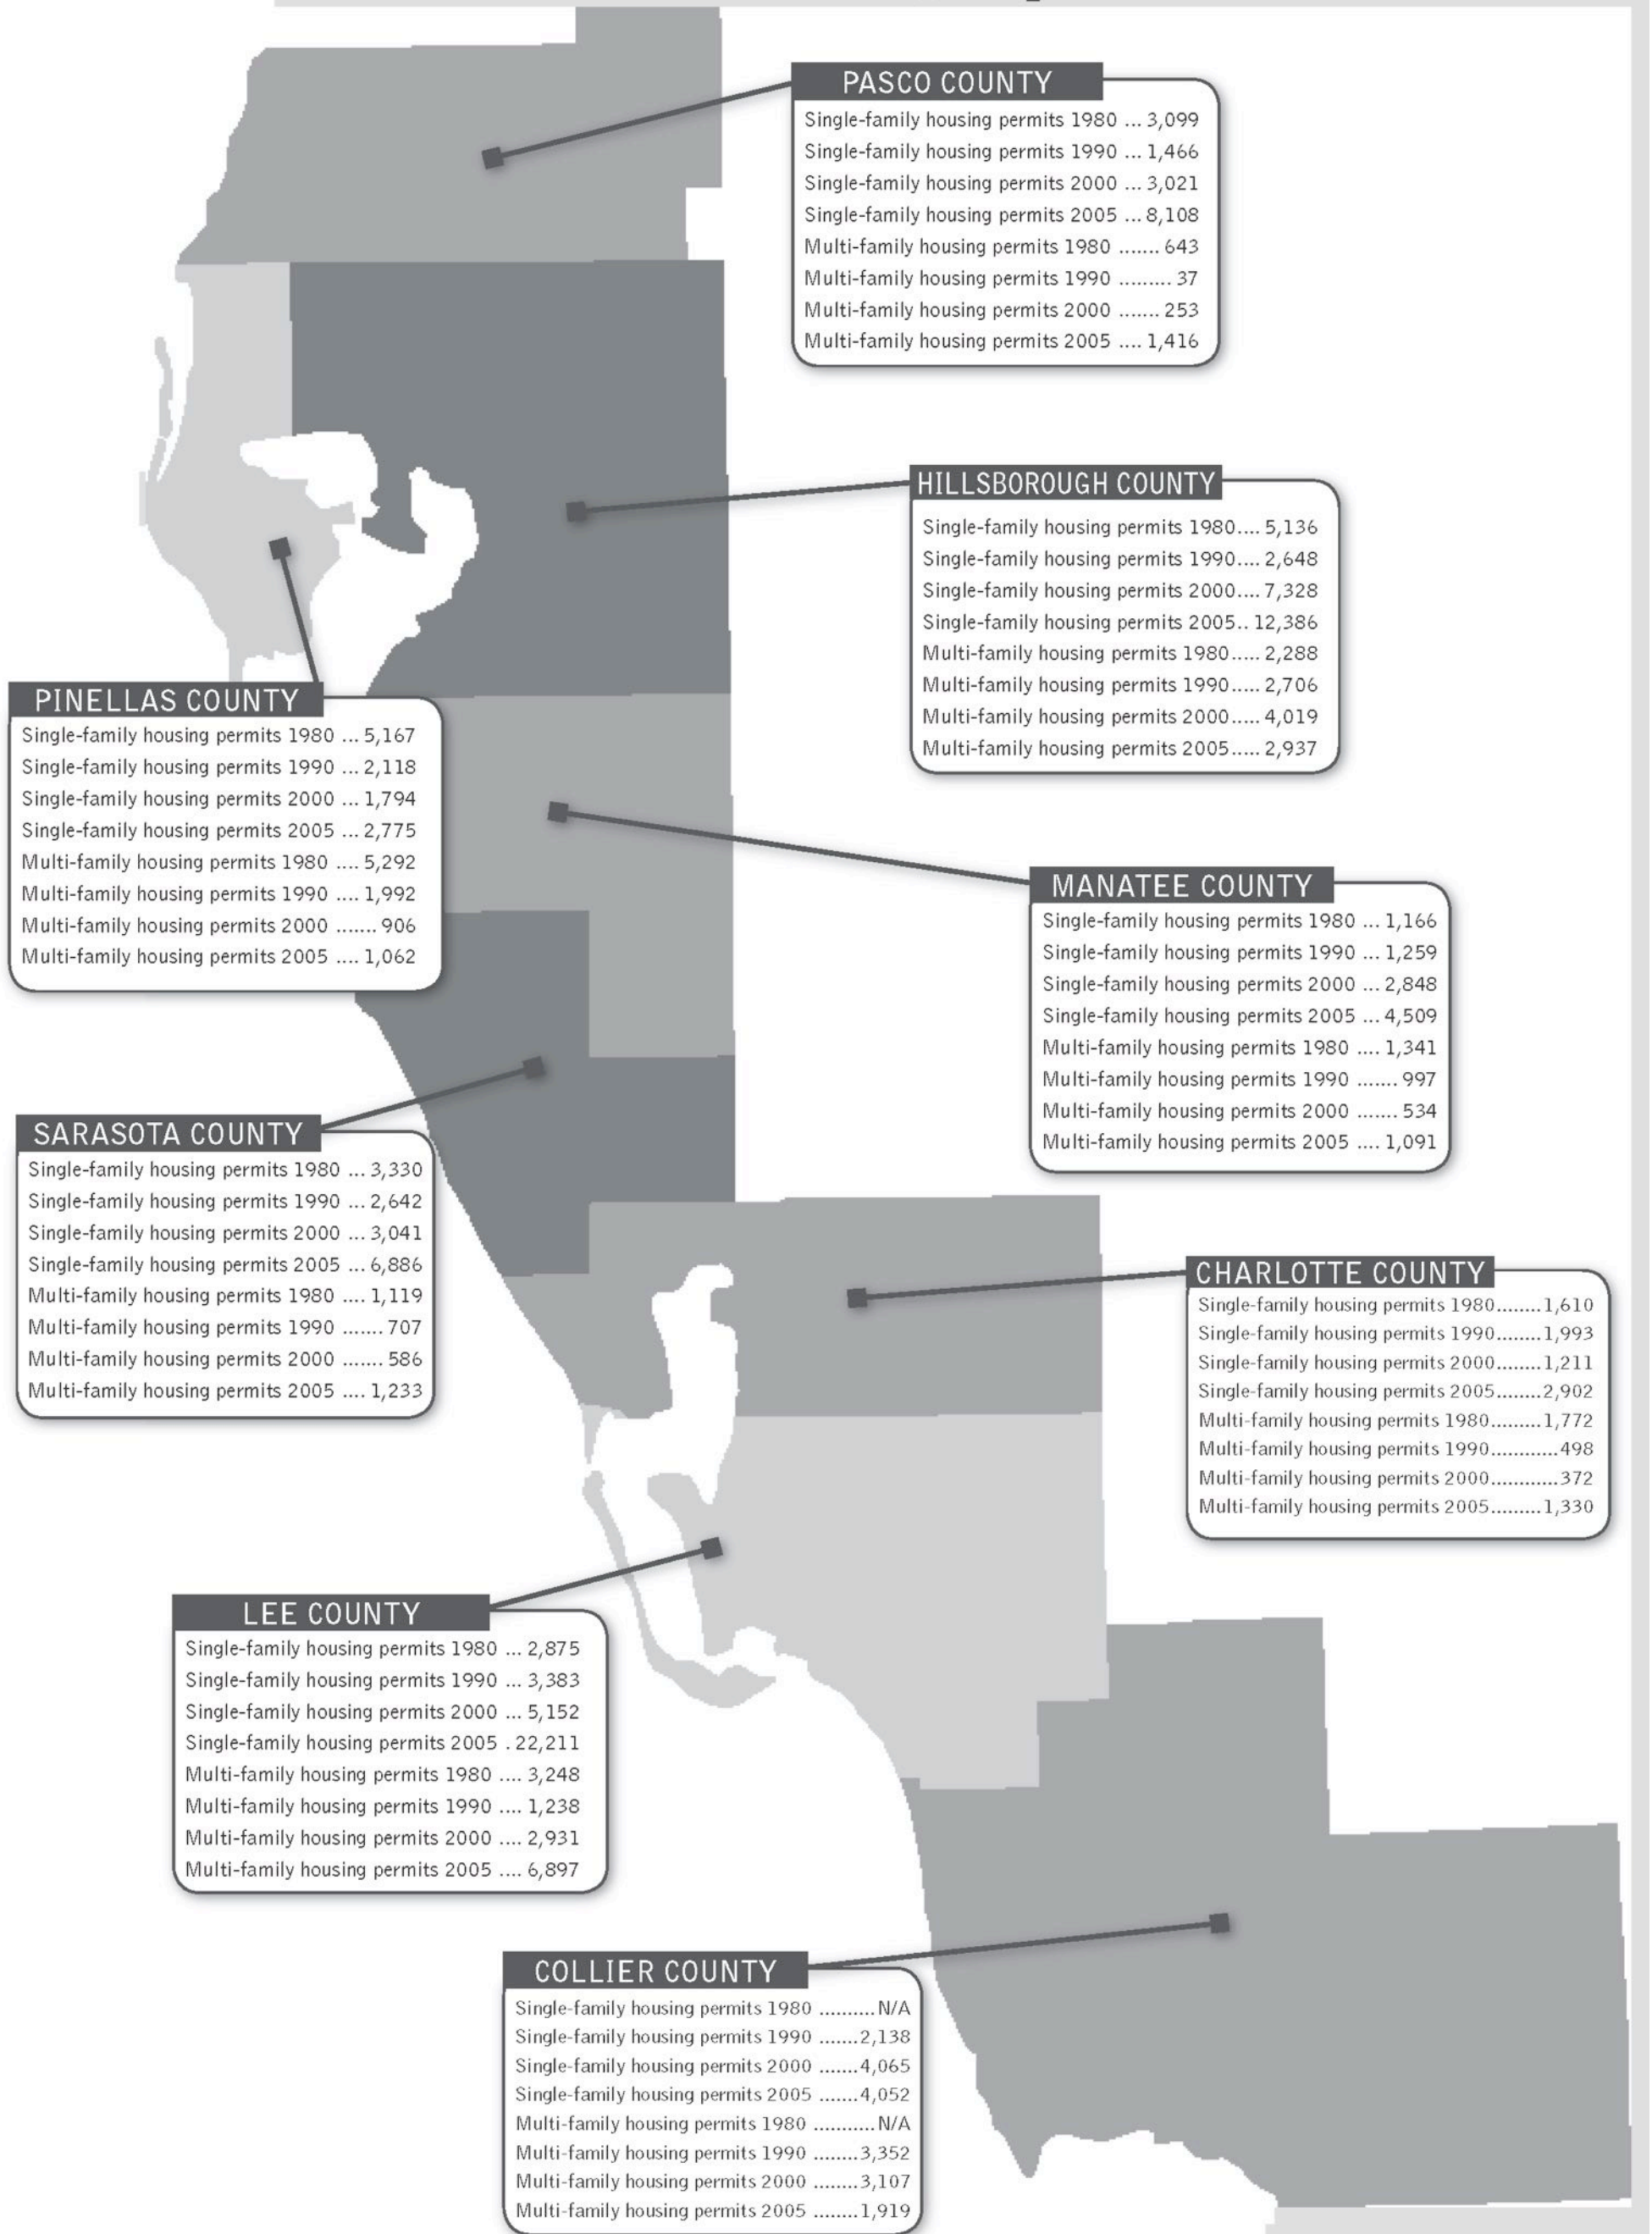 PASCO COUNTY
Single-family housing permits 1980 ... 3,099
Single-family housing permits 1990 ... 1,466
Single-family housing permits 2000 ... 3,021
Single-family housing permits 2005 ... 8,108
Multi-family housing permits 1980 ....... 643
Multi-family housing permits 1990 ......... 37
Multi-family housing permits 2000 ....... 253
Multi-family housing permits 2005 .... 1,416
HILLSBOROUGH COUNTY
Single-family housing permits 1980.... 5,136
Single-family housing permits 1990.... 2,648
Single-family housing permits 2000.... 7,328
Single-family housing permits 2005.. 12,386
Multi-family housing permits 1980..... 2,288
Multi-family housing permits 1990..... 2,706
Multi-family housing permits 2000..... 4,019
Multi-family housing permits 2005..... 2,937
PINELLAS COUNTY
Single-family housing permits 1980 ... 5,167
Single-family housing permits 1990 ... 2,118
Single-family housing permits 2000 ... 1,794
Single-family housing permits 2005 ... 2,775
Multi-family housing permits 1980 .... 5,292
Multi-family housing permits 1990 .... 1,992
Multi-family housing permits 2000 ....... 906
Multi-family housing permits 2005 .... 1,062
MANATEE COUNTY
Single-family housing permits 1980 ... 1,166
Single-family housing permits 1990 ... 1,259
Single-family housing permits 2000 ... 2,848
Single-family housing permits 2005 ... 4,509
Multi-family housing permits 1980 .... 1,341
Multi-family housing permits 1990 ....... 997
Multi-family housing permits 2000 ....... 534
Multi-family housing permits 2005 .... 1,091
SARASOTA COUNTY
Single-family housing permits 1980 ... 3,330
Single-family housing permits 1990 ... 2,642
Single-family housing permits 2000 ... 3,041
Single-family housing permits 2005 ... 6,886
Multi-family housing permits 1980 .... 1,119
Multi-family housing permits 1990 ....... 707
Multi-family housing permits 2000 ....... 586
Multi-family housing permits 2005 .... 1,233
CHARLOTTE COUNTY
Single-family housing permits 1980........1,610
Single-family housing permits 1990........1,993
Single-family housing permits 2000........1,211
Single-family housing permits 2005........2,902
Multi-family housing permits 1980.........1,772
Multi-family housing permits 1990............498
Multi-family housing permits 2000............372
Multi-family housing permits 2005.........1,330
LEE COUNTY
Single-family housing permits 1980 ... 2,875
Single-family housing permits 1990 ... 3,383
Single-family housing permits 2000 ... 5,152
Single-family housing permits 2005 . 22,211
Multi-family housing permits 1980 .... 3,248
Multi-family housing permits 1990 .... 1,238
Multi-family housing permits 2000 .... 2,931
Multi-family housing permits 2005 .... 6,897
COLLIER COUNTY
Single-family housing permits 1980 ..........N/A
Single-family housing permits 1990 .......2,138
Single-family housing permits 2000 .......4,065
Single-family housing permits 2005 .......4,052
Multi-family housing permits 1980 ...........N/A
Multi-family housing permits 1990 ........3,352
Multi-family housing permits 2000 ........3,107
Multi-family housing permits 2005 ........1,919